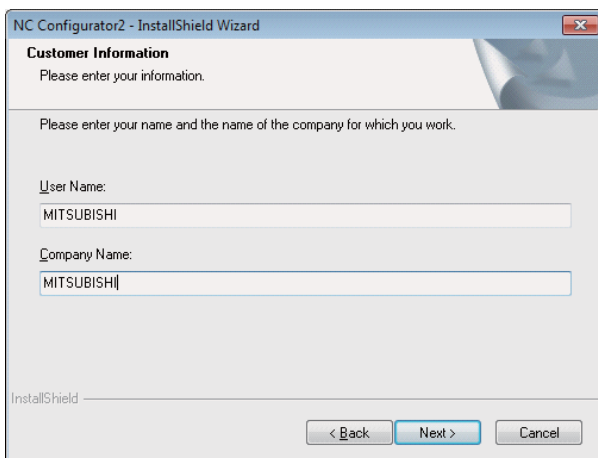 NC Configurator2 - InstallShield Wizard
Customer Information
Please enter your information.
Please enter your name and the name of the company for which you work.
User Name:
MITSUBISHI
Company Name:
MITSUBISHI
InstallShield
< Back Next > Cancel